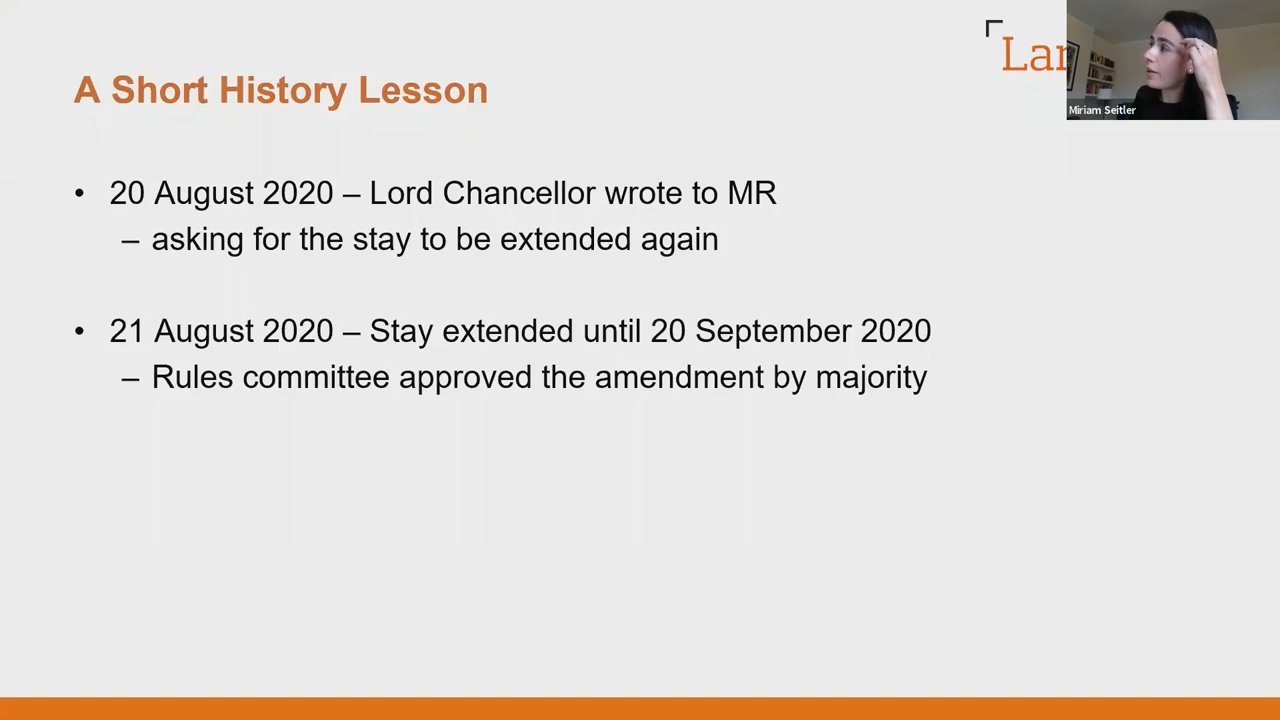 A Short History Lesson
• 20 August 2020 – Lord Chancellor wrote to MR
– asking for the stay to be extended again
• 21 August 2020 – Stay extended until 20 September 2020
– Rules committee approved the amendment by majority
Lan
Miriam Seitler